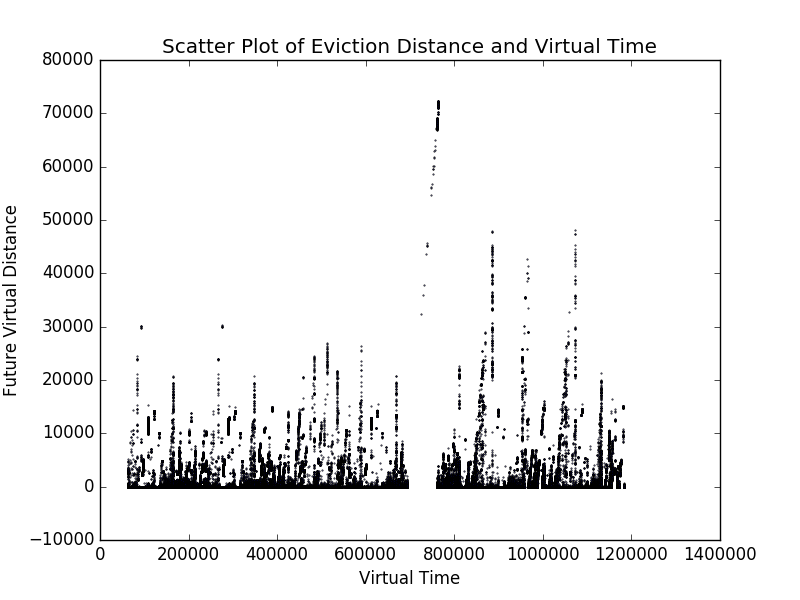 Scatter Plot of Eviction Distance and Virtual Time
80000
70000
60000
50000
40000
30000
20000
10000
0
−10000
Future Virtual Distance
0 200000 400000 600000 800000 1000000 1200000 1400000
Virtual Time